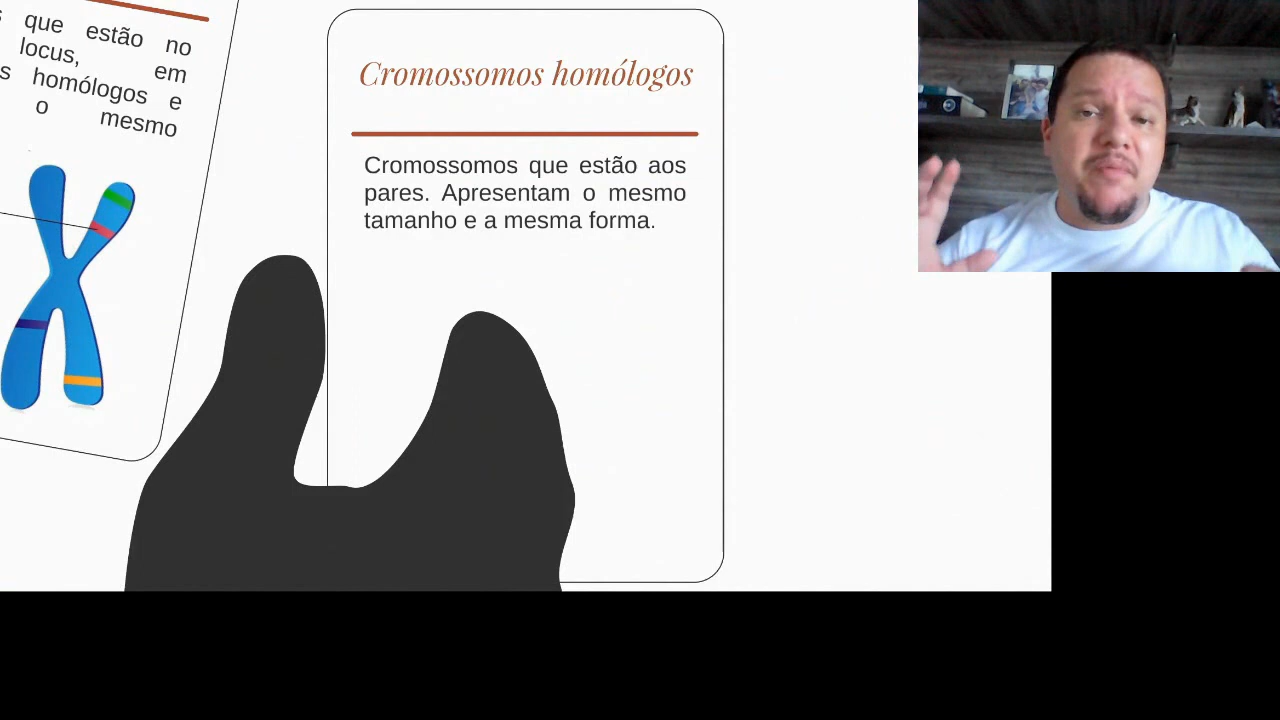 que estão no
locus, em
homólogos e
o mesmo
Cromossomos homólogos
Cromossomos que estão aos
pares. Apresentam o mesmo
tamanho e a mesma forma.